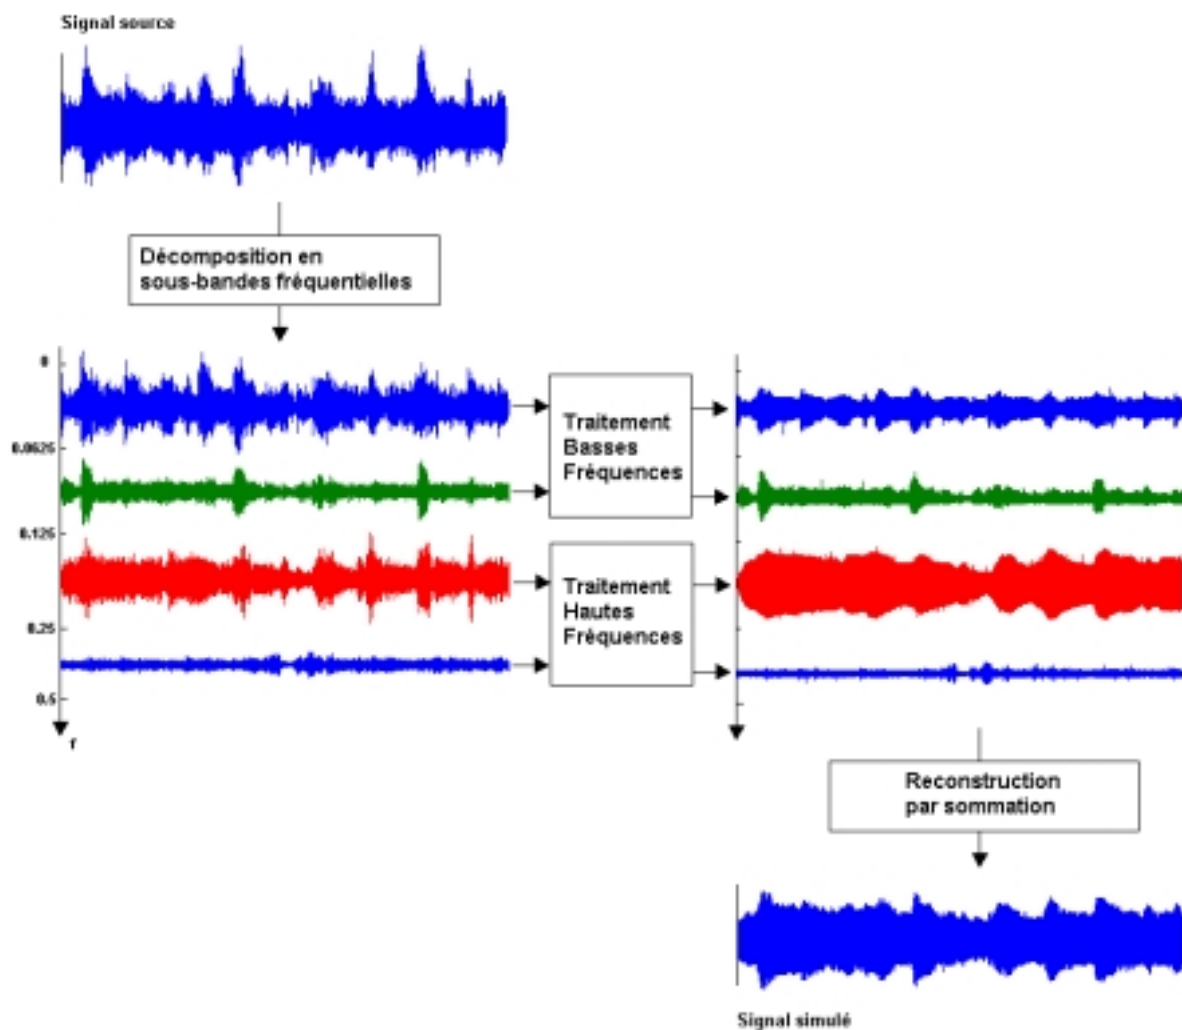 Signal source
Décomposition en
sous-bandes fréquentielles
0
0.0625
0.125
0.25
0.5
f
Traitement
Basses
Fréquences
Traitement
Hautes
Fréquences
Reconstruction
par sommation
Signal simulé